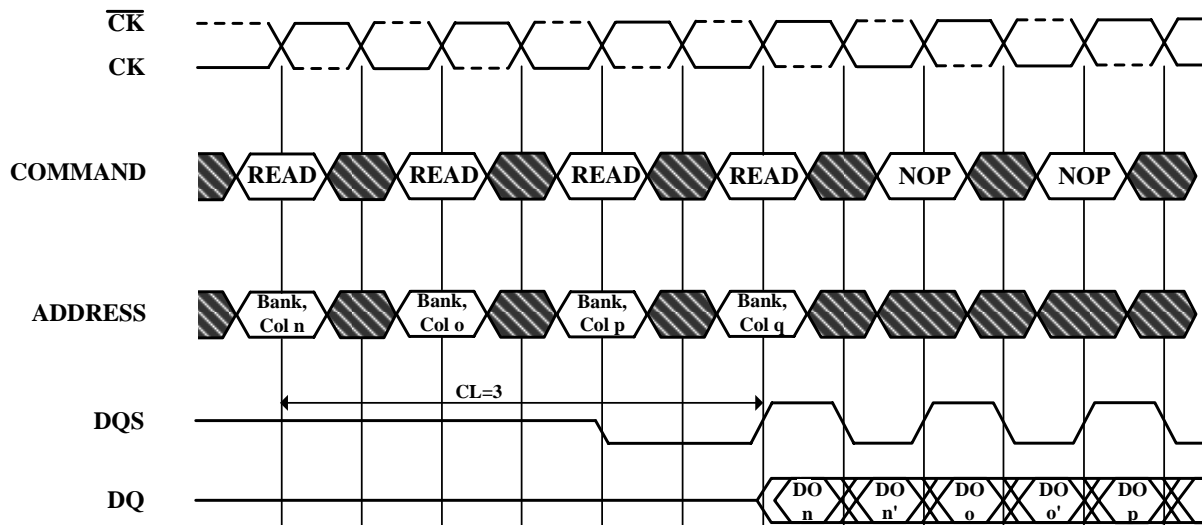 CK
CK
COMMAND
READ
READ
READ
READ
NOP
NOP
ADDRESS
Bank,
Col n
Bank,
Col o
Bank,
Col p
Bank,
Col q
CL=3
DQS
DQ
DO
n
DO
n'
DO
o
DO
o'
DO
p